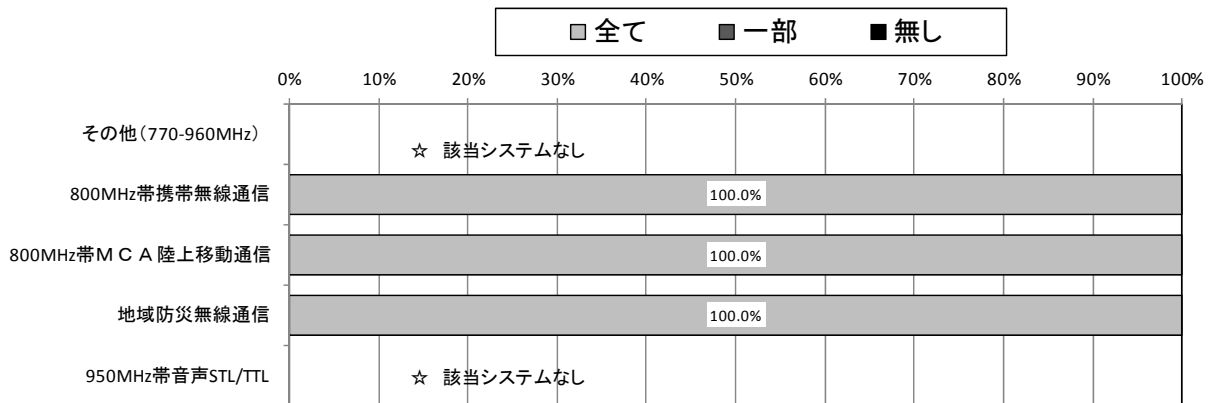 全て 一部 無し
0% 10% 20% 30% 40% 50% 60% 70% 80% 90% 100%
その他(770-960MHz)
☆ 該当システムなし
800MHz帯携帯無線通信
100.0%
800MHz帯ＭＣＡ陸上移動通信
100.0%
地域防災無線通信
100.0%
950MHz帯音声STL/TTL
☆ 該当システムなし